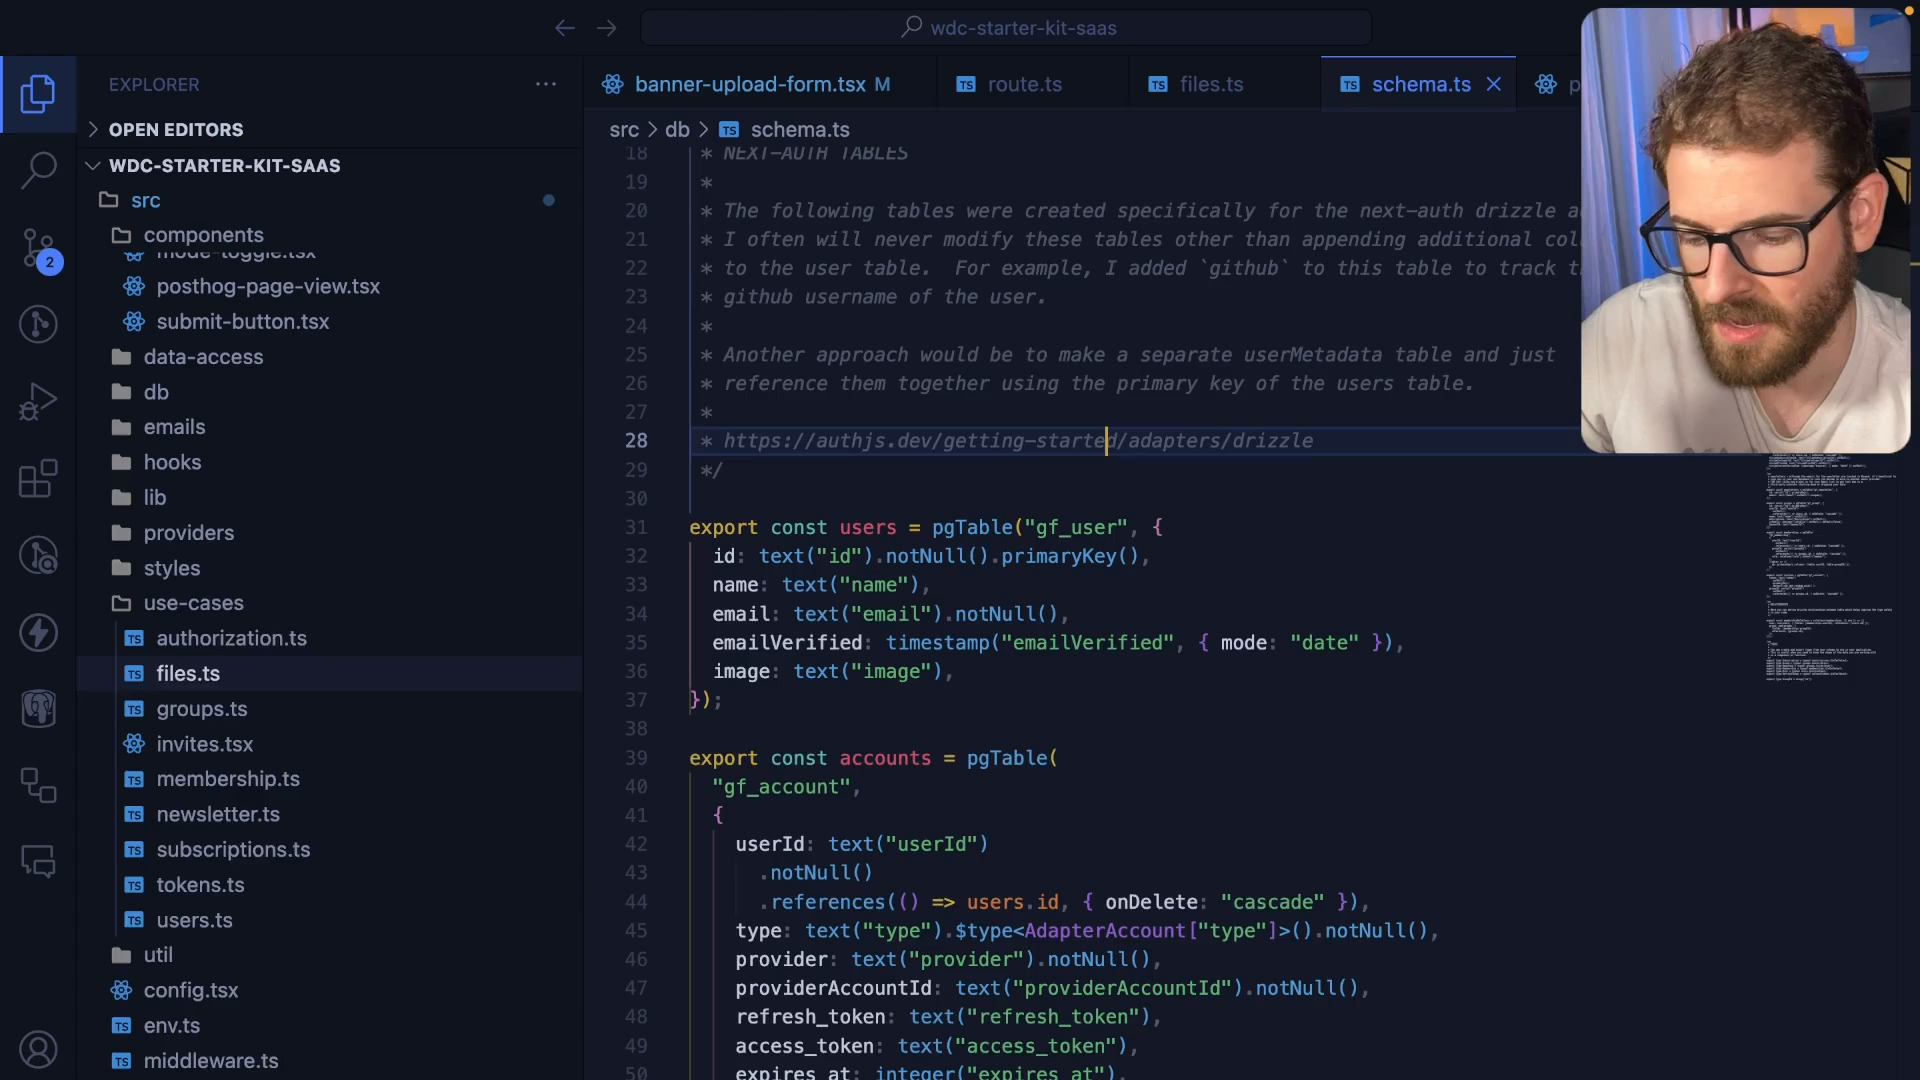 wdc-starter-kit-saas
EXPLORER
OPEN EDITORS
WDC-STARTER-KIT-SAAS
src
components
mode-toggle.tsx
posthog-page-view.tsx
submit-button.tsx
data-access
db
emails
hooks
lib
providers
styles
use-cases
authorization.ts
files.ts
groups.ts
invites.tsx
membership.ts
newsletter.ts
subscriptions.ts
tokens.ts
users.ts
util
config.tsx
env.ts
middleware.ts
2
banner-upload-form.tsx M
route.ts
files.ts
schema.ts
p
src > db > schema.ts
18 * NEXT-AUTH TABLES
19 *
20 * The following tables were created specifically for the next-auth drizzle a
21 * I often will never modify these tables other than appending additional col
22 * to the user table. For example, I added `github` to this table to track t
23 * github username of the user.
24 *
25 * Another approach would be to make a separate userMetadata table and just
26 * reference them together using the primary key of the users table.
27 *
28 * https://authjs.dev/getting-started/adapters/drizzle
29 */
30
31 export const users = pgTable("gf_user", {
32 id: text("id").notNull().primaryKey(),
33 name: text("name"),
34 email: text("email").notNull(),
35 emailVerified: timestamp("emailVerified", { mode: "date" }),
36 image: text("image"),
37 });
38
39 export const accounts = pgTable(
40 "gf_account",
41 {
42 userId: text("userId")
43 .notNull()
44 .references(() => users.id, { onDelete: "cascade" }),
45 type: text("type").$type<AdapterAccount["type"]>().notNull(),
46 provider: text("provider").notNull(),
47 providerAccountId: text("providerAccountId").notNull(),
48 refresh_token: text("refresh_token"),
49 access_token: text("access_token"),
50 expires_at: integer("expires_at"),